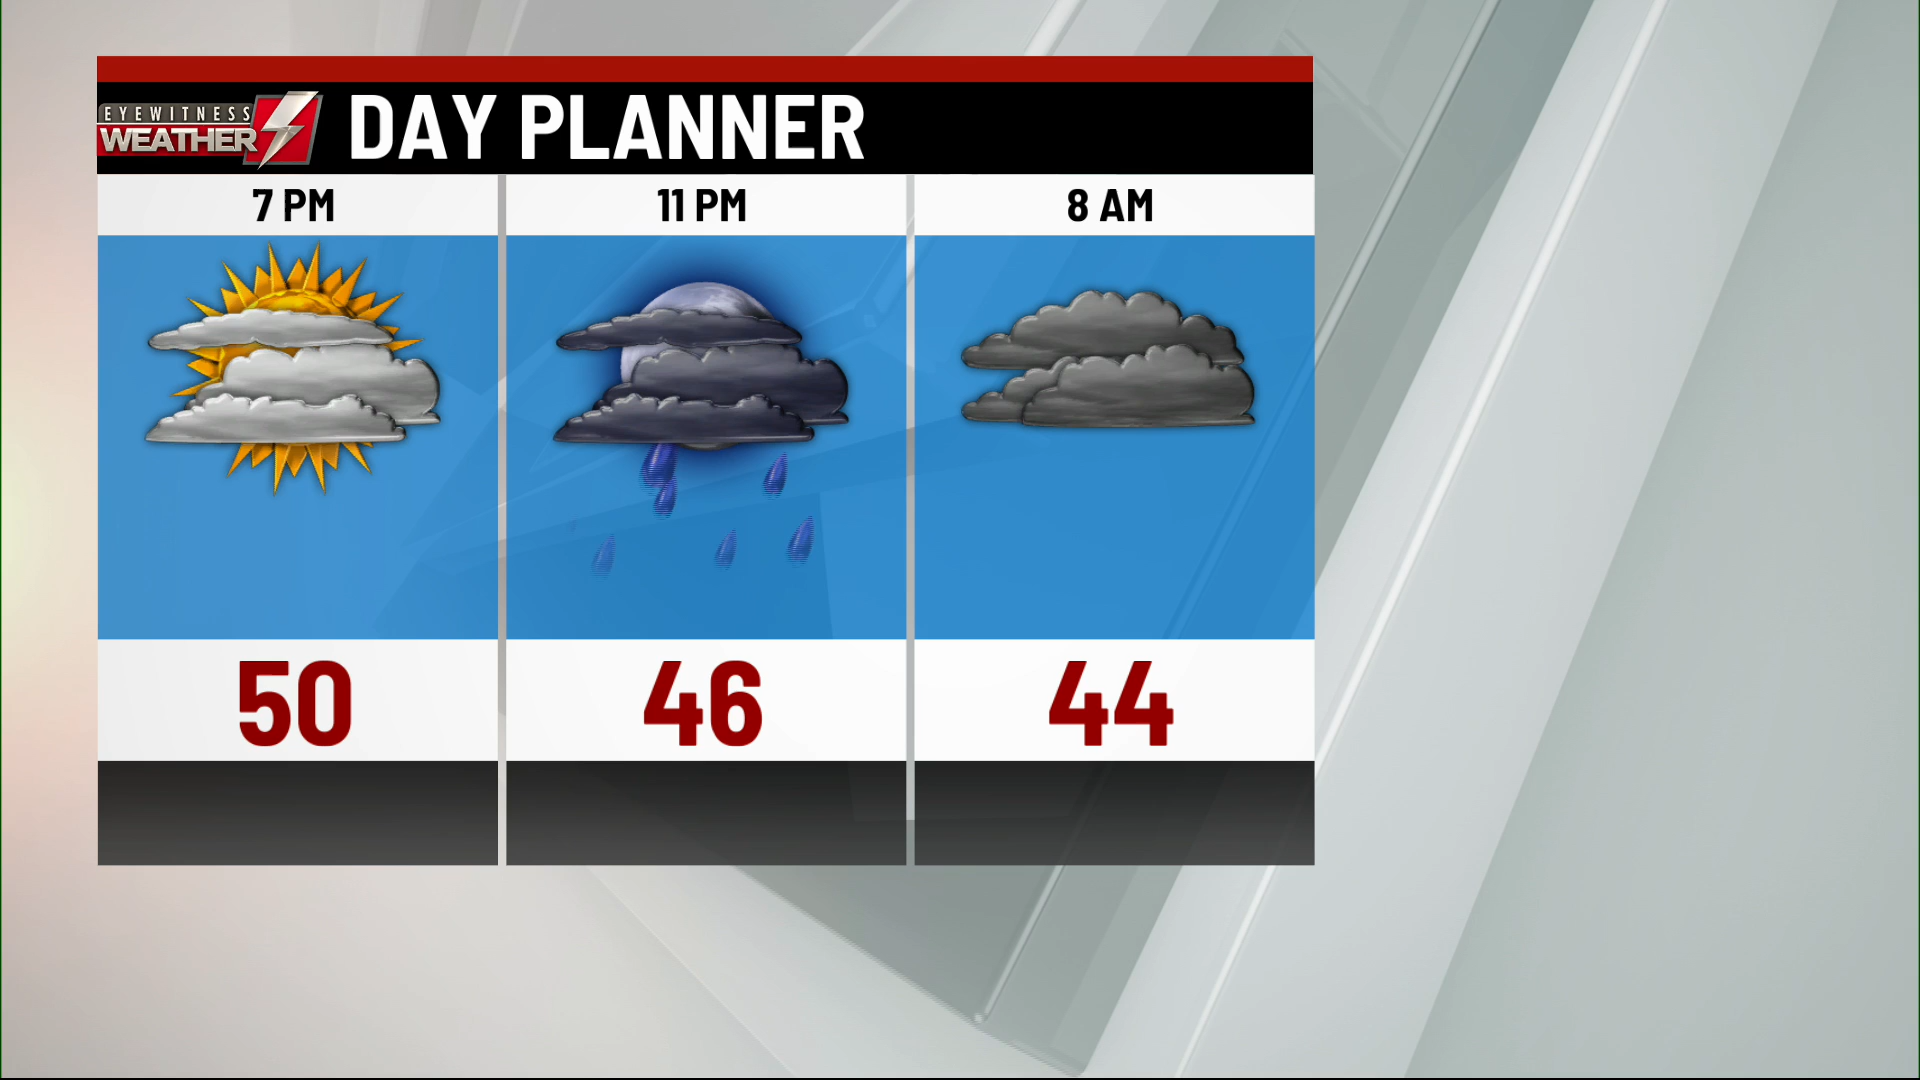 EYEWITNESS
WEATHER
DAY PLANNER
7 PM
11 PM
8 AM
50
46
44